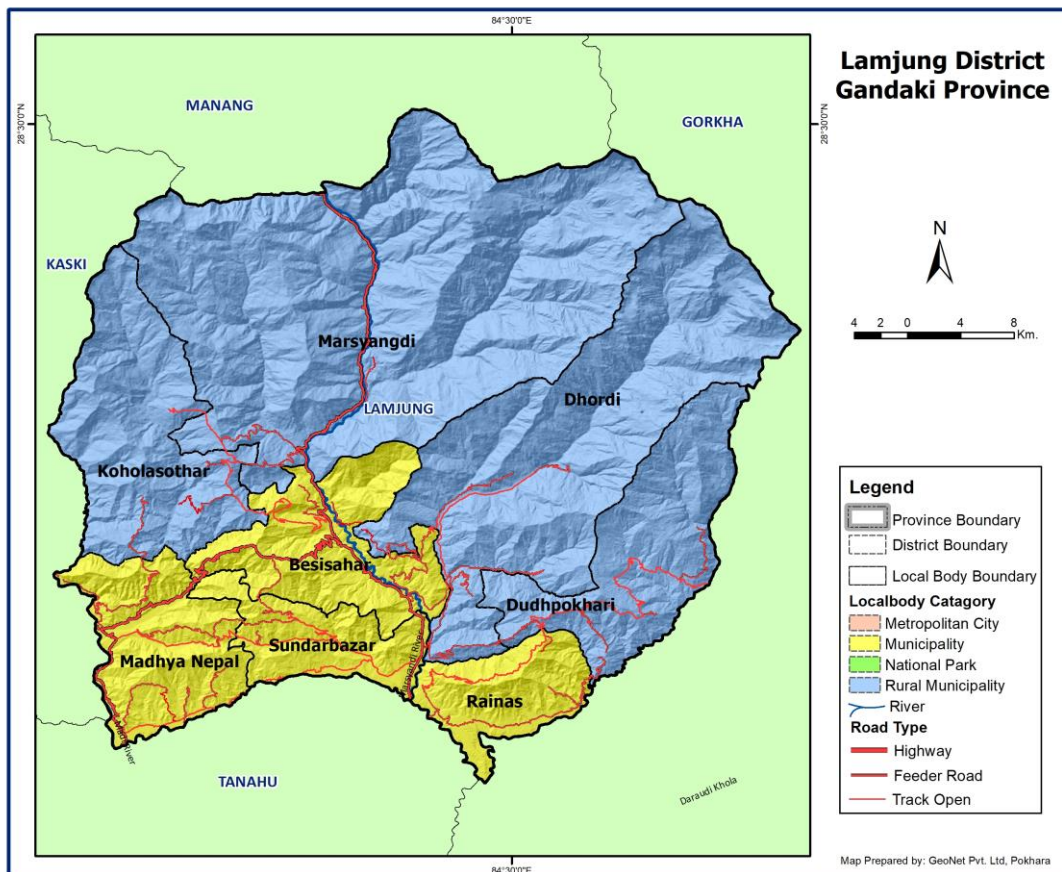 84°30'0"E
Lamjung District
Gandaki Province
28°30'0"N
28°30'0"N
MANANG
GORKHA
KASKI
N
4 2 0 4 8
Km.
Marsyangdi
LAMJUNG
Dhordi
Koholasothar
Besisahar
Dudhpokhari
Sundarbazar
Madhya Nepal
Rainas
River
River
TANAHU
Daraudi Khola
Legend
Province Boundary
District Boundary
Local Body Boundary
Localbody Catagory
Metropolitan City
Municipality
National Park
Rural Municipality
River
Road Type
Highway
Feeder Road
Track Open
Map Prepared by: GeoNet Pvt. Ltd, Pokhara
84°30'0"E